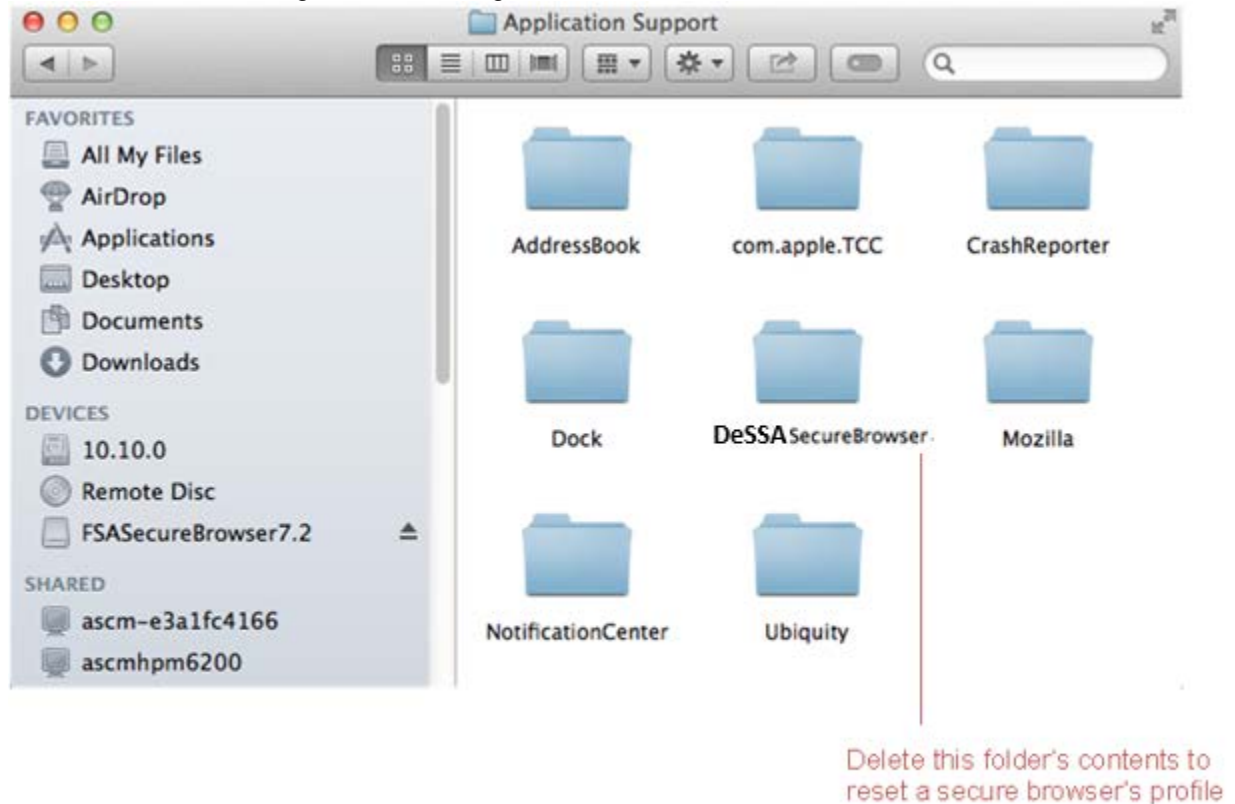 Application Support
FAVORITES
All My Files
AirDrop
Applications
Desktop
Documents
Downloads
DEVICES
10.10.0
Remote Disc
FSASecureBrowser7.2
SHARED
ascm-e3a1fc4166
ascmhpm6200
AddressBook
com.apple.TCC
CrashReporter
Dock
DeSSA SecureBrowser
Mozilla
NotificationCenter
Ubiquity
Delete this folder's contents to
reset a secure browser's profile